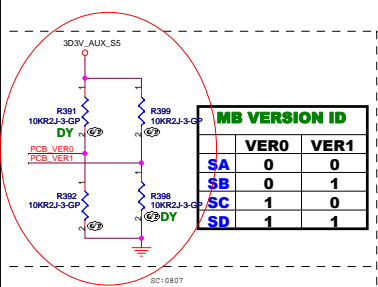 3D3V_AUX_S5
R391
10KR2J-3-GP
DY
R399
10KR2J-3-GP
PCB_VER0
PCB_VER1
R392
10KR2J-3-GP
R398
10KR2J-3-GP
DY
MB VERSION ID
VER0 VER1
SA 0 0
SB 0 1
SC 1 0
SD 1 1
SC:0807